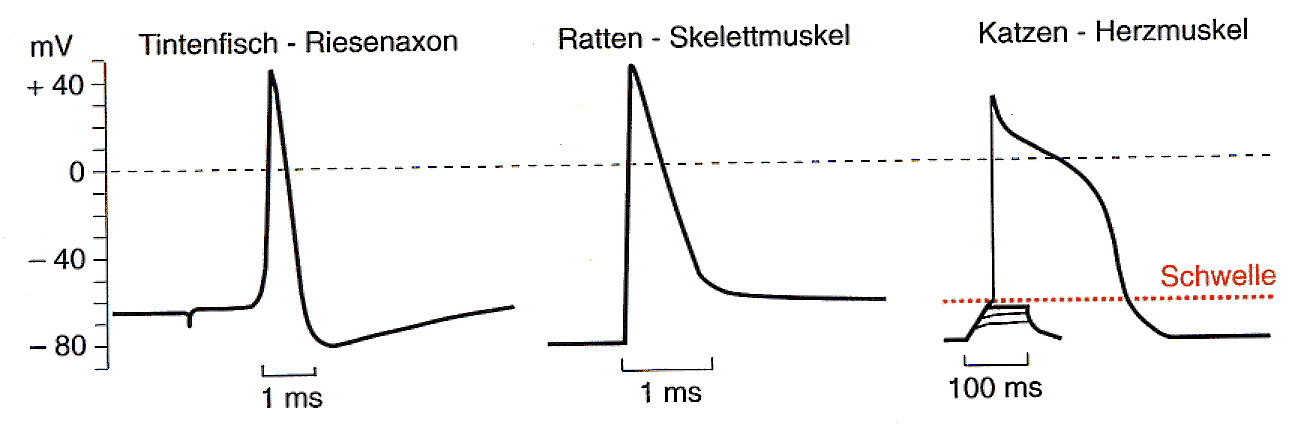 mV
Tintenfisch - Riesenaxon
Ratten - Skelettmuskel
Katzen - Herzmuskel
+ 40
0
– 40
– 80
Schwelle
1 ms
1 ms
100 ms